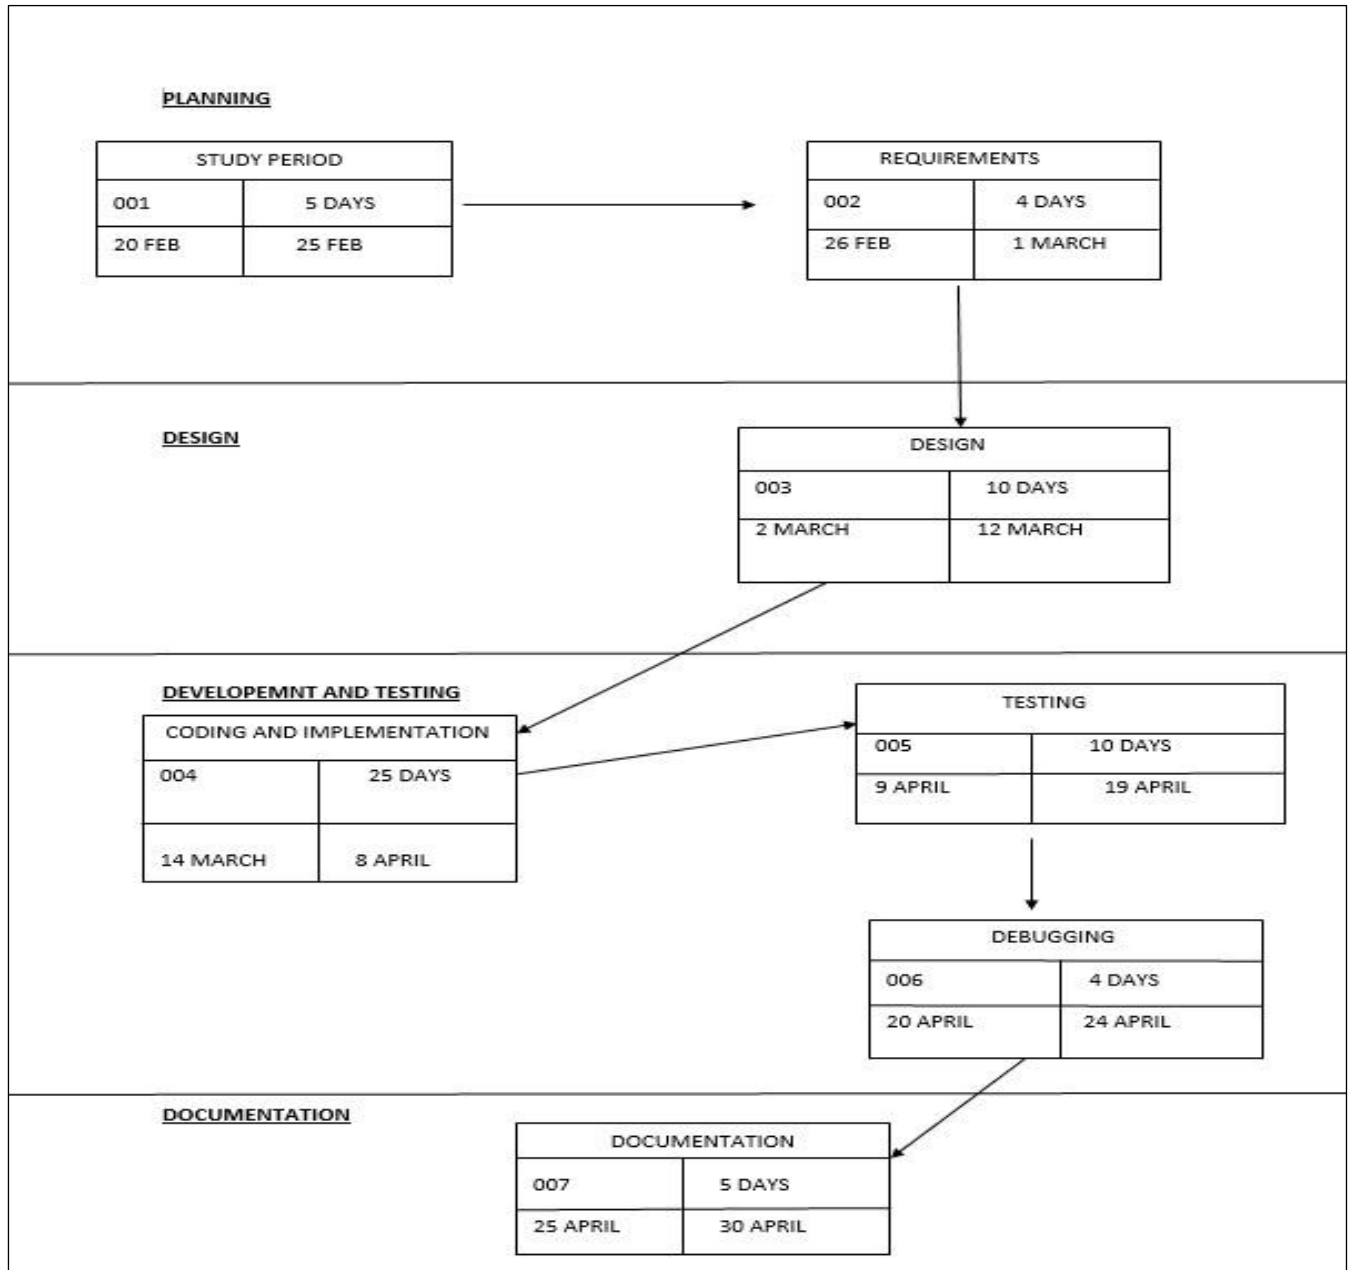 PLANNING
STUDY PERIOD
001 5 DAYS
20 FEB 25 FEB
REQUIREMENTS
002 4 DAYS
26 FEB 1 MARCH
DESIGN
DESIGN
003 10 DAYS
2 MARCH 12 MARCH
DEVELOPEMNT AND TESTING
CODING AND IMPLEMENTATION
004 25 DAYS
14 MARCH 8 APRIL
TESTING
005 10 DAYS
9 APRIL 19 APRIL
DEBUGGING
006 4 DAYS
20 APRIL 24 APRIL
DOCUMENTATION
DOCUMENTATION
007 5 DAYS
25 APRIL 30 APRIL